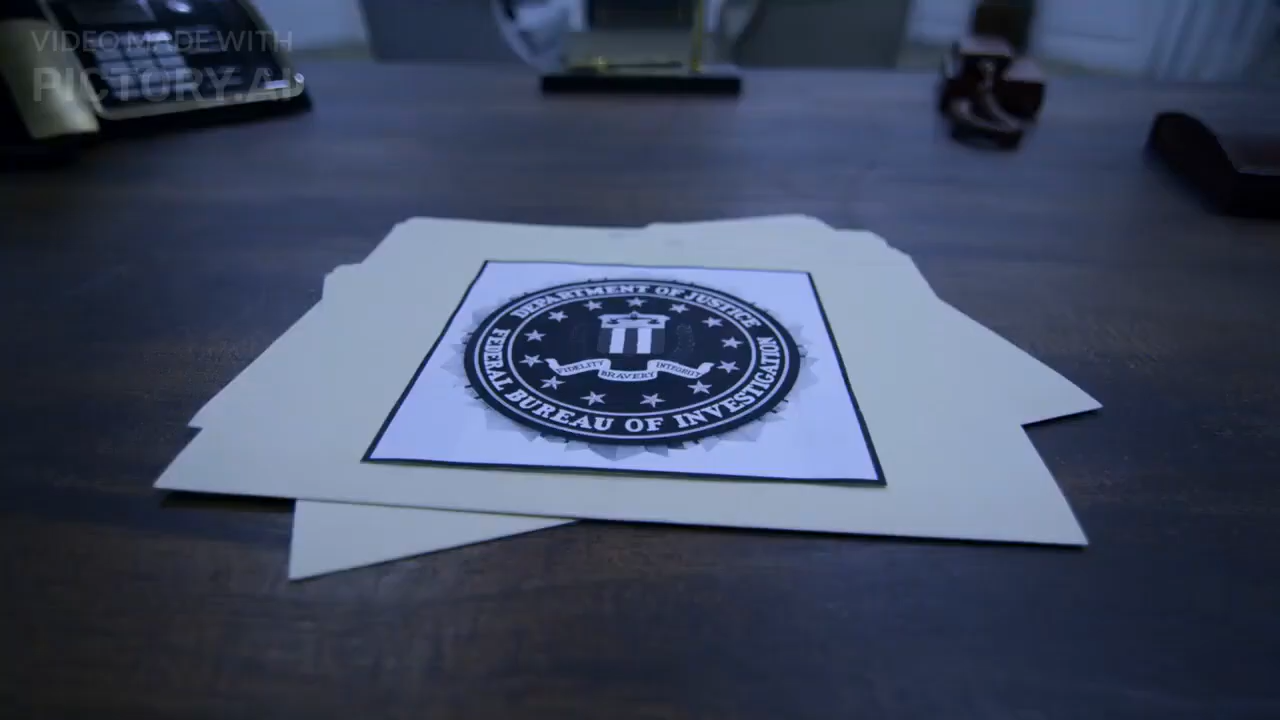 VIDEO MADE WITH
PICTORY.AI
DEPARTMENT OF JUSTICE
FIDELITY BRAVERY INTEGRITY
FEDERAL BUREAU OF INVESTIGATION